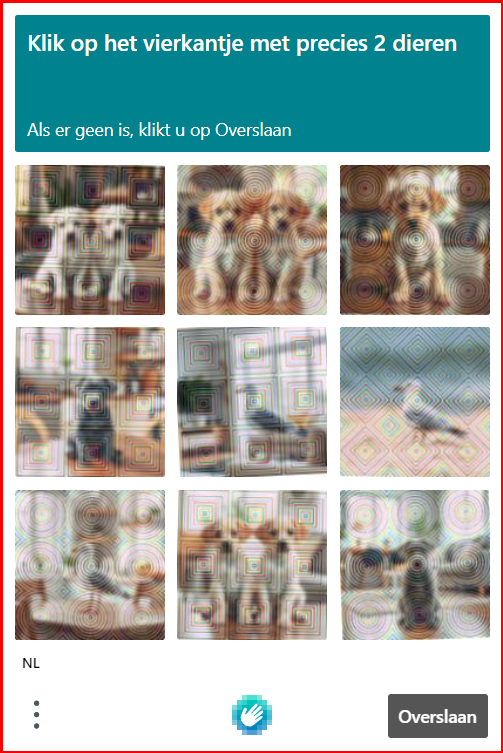 Klik op het vierkantje met precies 2 dieren
Als er geen is, klikt u op Overslaan
NL
Overslaan